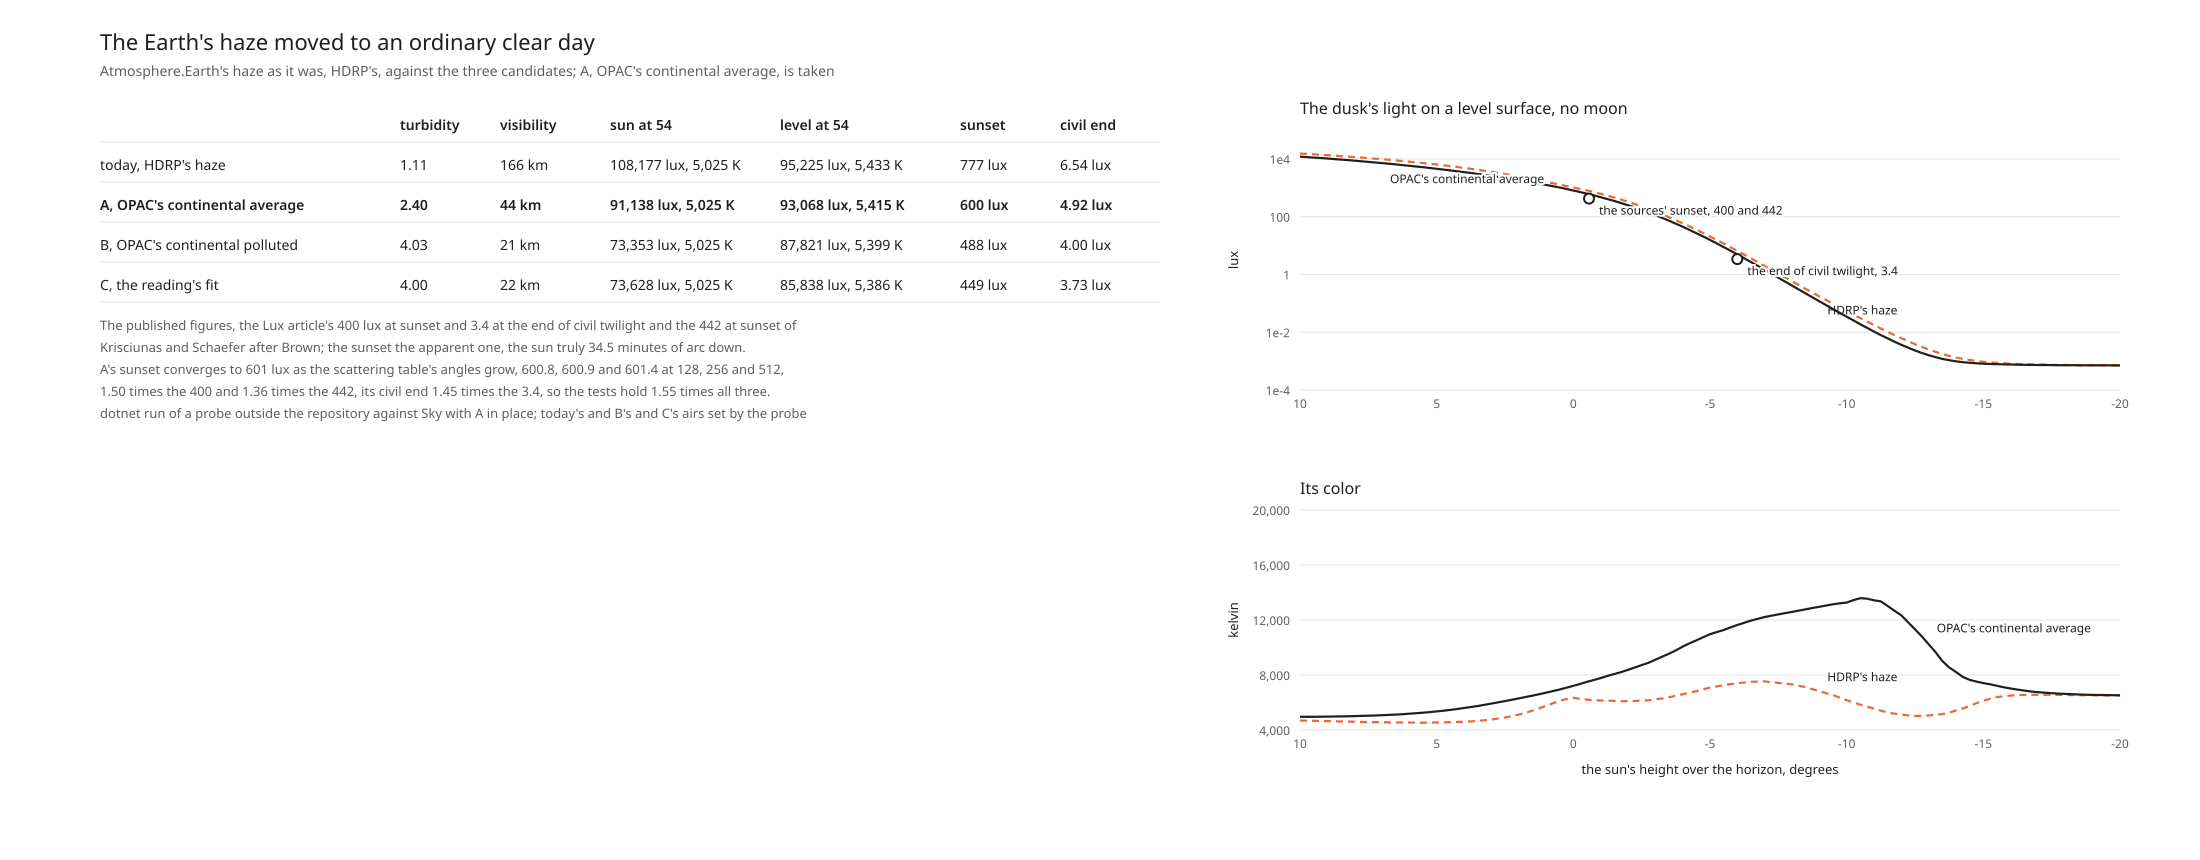 The Earth's haze moved to an ordinary clear day
Atmosphere.Earth's haze as it was, HDRP's, against the three candidates; A, OPAC's continental average, is taken
turbidity visibility sun at 54 level at 54 sunset civil end
today, HDRP's haze 1.11 166 km 108,177 lux, 5,025 K 95,225 lux, 5,433 K 777 lux 6.54 lux
A, OPAC's continental average 2.40 44 km 91,138 lux, 5,025 K 93,068 lux, 5,415 K 600 lux 4.92 lux
B, OPAC's continental polluted 4.03 21 km 73,353 lux, 5,025 K 87,821 lux, 5,399 K 488 lux 4.00 lux
C, the reading's fit 4.00 22 km 73,628 lux, 5,025 K 85,838 lux, 5,386 K 449 lux 3.73 lux
The published figures, the Lux article's 400 lux at sunset and 3.4 at the end of civil twilight and the 442 at sunset of
Krisciunas and Schaefer after Brown; the sunset the apparent one, the sun truly 34.5 minutes of arc down.
A's sunset converges to 601 lux as the scattering table's angles grow, 600.8, 600.9 and 601.4 at 128, 256 and 512,
1.50 times the 400 and 1.36 times the 442, its civil end 1.45 times the 3.4, so the tests hold 1.55 times all three.
dotnet run of a probe outside the repository against Sky with A in place; today's and B's and C's airs set by the probe
The dusk's light on a level surface, no moon
1e4
OPAC's continental average
the sources' sunset, 400 and 442
100
lux
the end of civil twilight, 3.4
1
HDRP's haze
1e-2
1e-4
10 5 0 -5 -10 -15 -20
Its color
20,000
16,000
kelvin
12,000
OPAC's continental average
HDRP's haze
8,000
4,000
10 5 0 -5 -10 -15 -20
the sun's height over the horizon, degrees